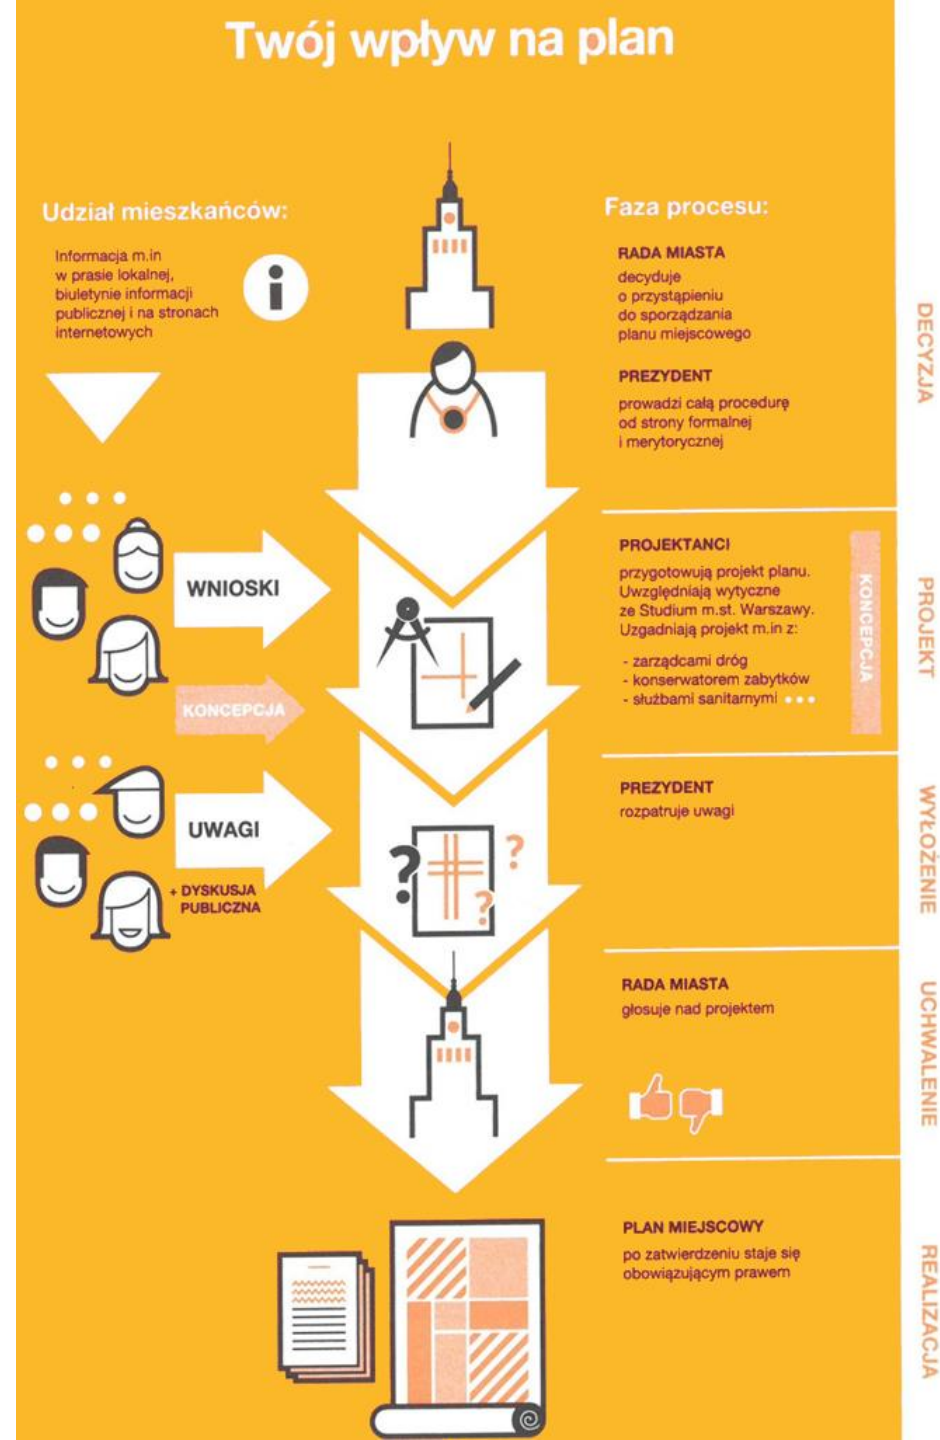 Twój wpływ na plan
Udział mieszkańców:
Informacja m.in
w prasie lokalnej,
biuletynie informacji
publicznej i na stronach
internetowych
i
Faza procesu:
RADA MIASTA
decyduje
o przystąpieniu
do sporządzania
planu miejscowego
PREZYDENT
prowadzi całą procedurę
od strony formalnej
i merytorycznej
DECYZJA
WNIOSKI
KONCEPCJA
PROJEKTANCI
przygotowują projekt planu.
Uwzględniają wytyczne
ze Studium m.st. Warszawy.
Uzgadniają projekt m.in z:
- zarządcami dróg
- konserwatorem zabytków
- służbami sanitarnymi ...
KONCEPCJA
PROJEKT
UWAGI
+ DYSKUSJA
PUBLICZNA
? ? ?
PREZYDENT
rozpatruje uwagi
WYŁOŻENIE
RADA MIASTA
głosuje nad projektem
UCHWALENIE
PLAN MIEJSCOWY
po zatwierdzeniu staje się
obowiązującym prawem
REALIZACJA